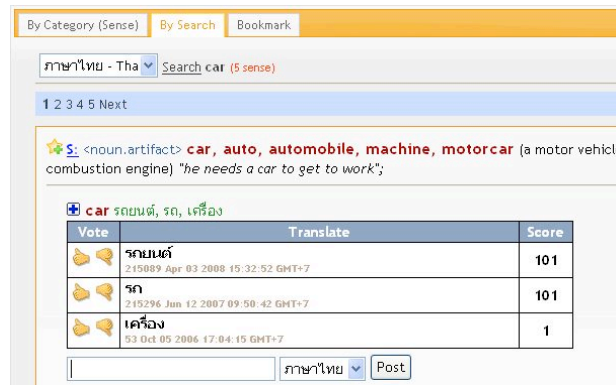 By Category (Sense) By Search Bookmark
ภาษาไทย - Tha Search car (5 sense)
1 2 3 4 5 Next
S: <noun.artifact> car, auto, automobile, machine, motorcar (a motor vehicl
combustion engine) "he needs a car to get to work";
car รถยนต์, รถ, เครื่อง
Vote Translate Score
รถยนต์ 101
215089 Apr 03 2008 15:32:52 GMT+7
รถ 101
215296 Jun 12 2007 09:50:42 GMT+7
เครื่อง 1
53 Oct 05 2006 17:04:15 GMT+7
ภาษาไทย Post